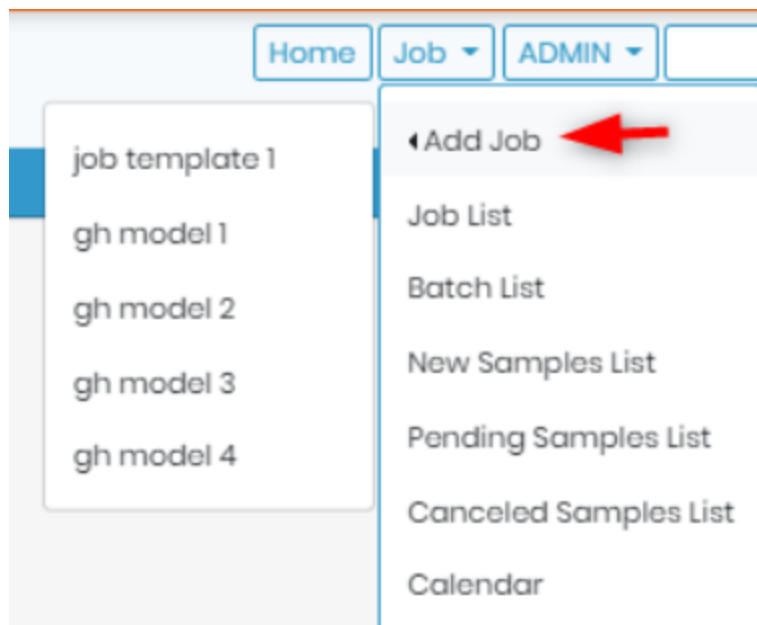 Home Job ADMIN
job template 1
gh model 1
gh model 2
gh model 3
gh model 4
Add Job
Job List
Batch List
New Samples List
Pending Samples List
Canceled Samples List
Calendar